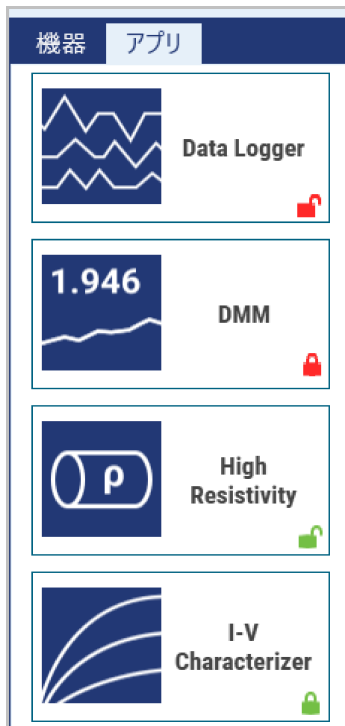 機器 アプリ
Data Logger
1.946
DMM
ρ
High
Resistivity
I-V
Characterizer